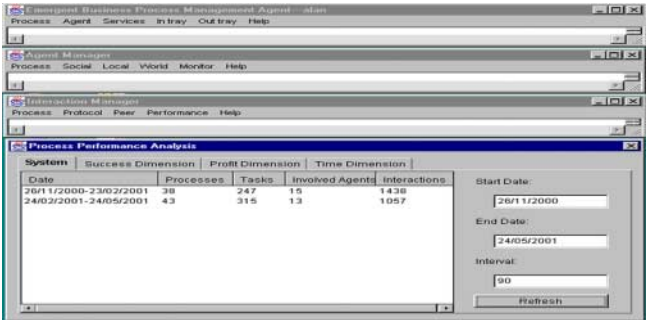 Emergent Business Process Management Agent--alan
Process Agent Services In tray Out tray Help
Agent Manager
Process Social Local World Monitor Help
Interaction Manager
Process Protocol Peer Performance Help
Process Performance Analysis
System Success Dimension Profit Dimension Time Dimension
Date Processes Tasks Involved Agents Interactions
26/11/2000-23/02/2001 38 247 15 1438
24/02/2001-24/05/2001 43 315 13 1057
Start Date:
26/11/2000
End Date:
24/05/2001
Interval:
90
Refresh